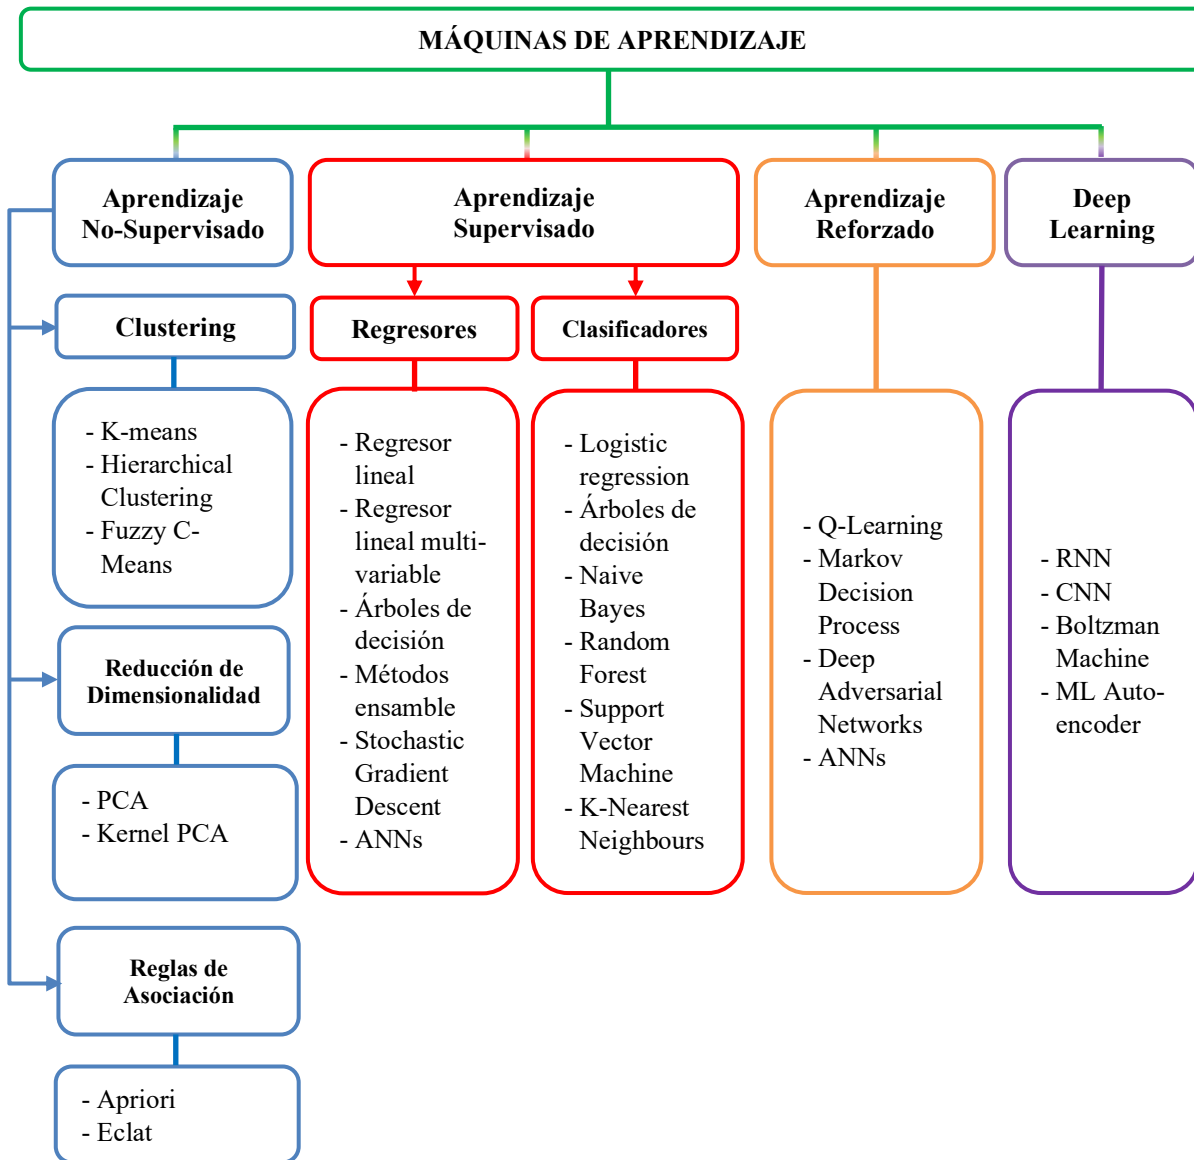 MÁQUINAS DE APRENDIZAJE
Aprendizaje
No-Supervisado
Clustering
- K-means
- Hierarchical
Clustering
- Fuzzy C-
Means
Reducción de
Dimensionalidad
- PCA
- Kernel PCA
Reglas de
Asociación
- Apriori
- Eclat
Aprendizaje
Supervisado
Regresores
- Regresor
lineal
- Regresor
lineal multi-
variable
- Árboles de
decisión
- Métodos
ensamble
- Stochastic
Gradient
Descent
- ANNs
Clasificadores
- Logistic
regression
- Árboles de
decisión
- Naive
Bayes
- Random
Forest
- Support
Vector
Machine
- K-Nearest
Neighbours
Aprendizaje
Reforzado
- Q-Learning
- Markov
Decision
Process
- Deep
Adversarial
Networks
- ANNs
Deep
Learning
- RNN
- CNN
- Boltzman
Machine
- ML Auto-
encoder